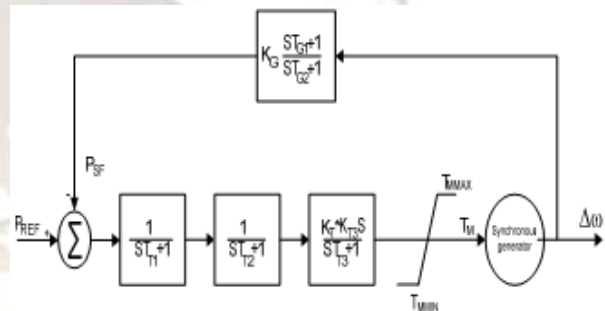 K_G (ST_G1+1)/(ST_G2+1)
P_SF
-
T_MMAX
P_REF +
Σ
1/(ST_T1+1)
1/(ST_T2+1)
(K_T+K_T3S)/(ST_T3+1)
T_M
Synchronous
generator
Δω
T_MMIN